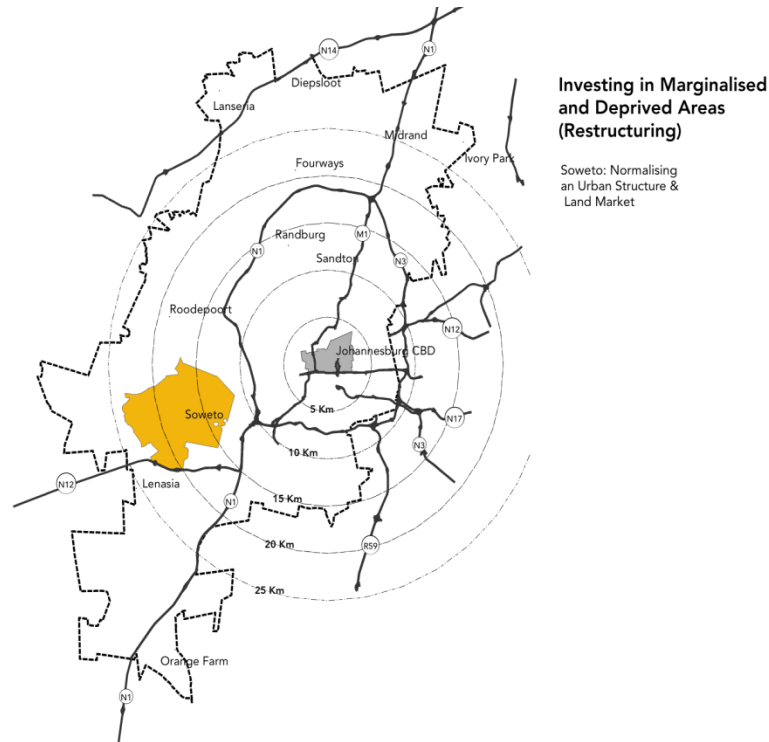 N14
N1
Diepsloot
Lanseria
Investing in Marginalised
and Deprived Areas
(Restructuring)
Midrand
Ivory Park
Fourways
Soweto: Normalising
an Urban Structure &
Land Market
Randburg
M1
N1
Sandton
N3
Roodepoort
N12
Johannesburg CBD
Soweto
5 Km
N17
N3
10 Km
N12
Lenasia
15 Km
N1
20 Km
R59
25 Km
Orange Farm
N1